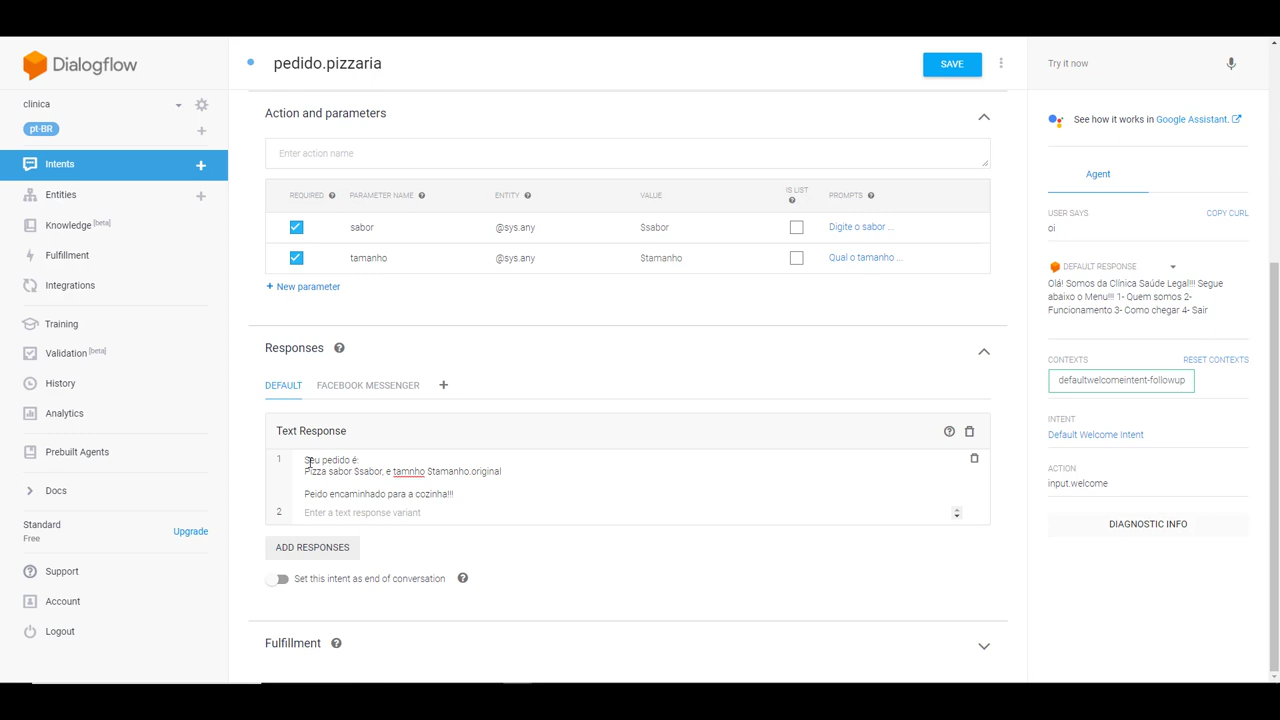 Dialogflow
clinica
pt-BR
Intents
Entities
Knowledge [beta]
Fulfillment
Integrations
Training
Validation [beta]
History
Analytics
Prebuilt Agents
Docs
Standard
Free
Upgrade
Support
Account
Logout
pedido.pizzaria
SAVE
Action and parameters
Enter action name
REQUIRED PARAMETER NAME ENTITY VALUE IS LIST PROMPTS
sabor @sys.any $sabor Digite o sabor ...
tamanho @sys.any $tamanho Qual o tamanho ...
+ New parameter
Responses
DEFAULT FACEBOOK MESSENGER +
Text Response
1 Seu pedido é:
Pizza sabor $sabor, e tamnho $tamanho.original
Peido encaminhado para a cozinha!!!
2 Enter a text response variant
ADD RESPONSES
Set this intent as end of conversation
Fulfillment
Try it now
See how it works in Google Assistant.
Agent
USER SAYS COPY CURL
oi
DEFAULT RESPONSE
Olá! Somos da Clínica Saúde Legal!!! Segue
abaixo o Menu!!! 1- Quem somos 2-
Funcionamento 3- Como chegar 4- Sair
CONTEXTS RESET CONTEXTS
defaultwelcomeintent-followup
INTENT
Default Welcome Intent
ACTION
input.welcome
DIAGNOSTIC INFO